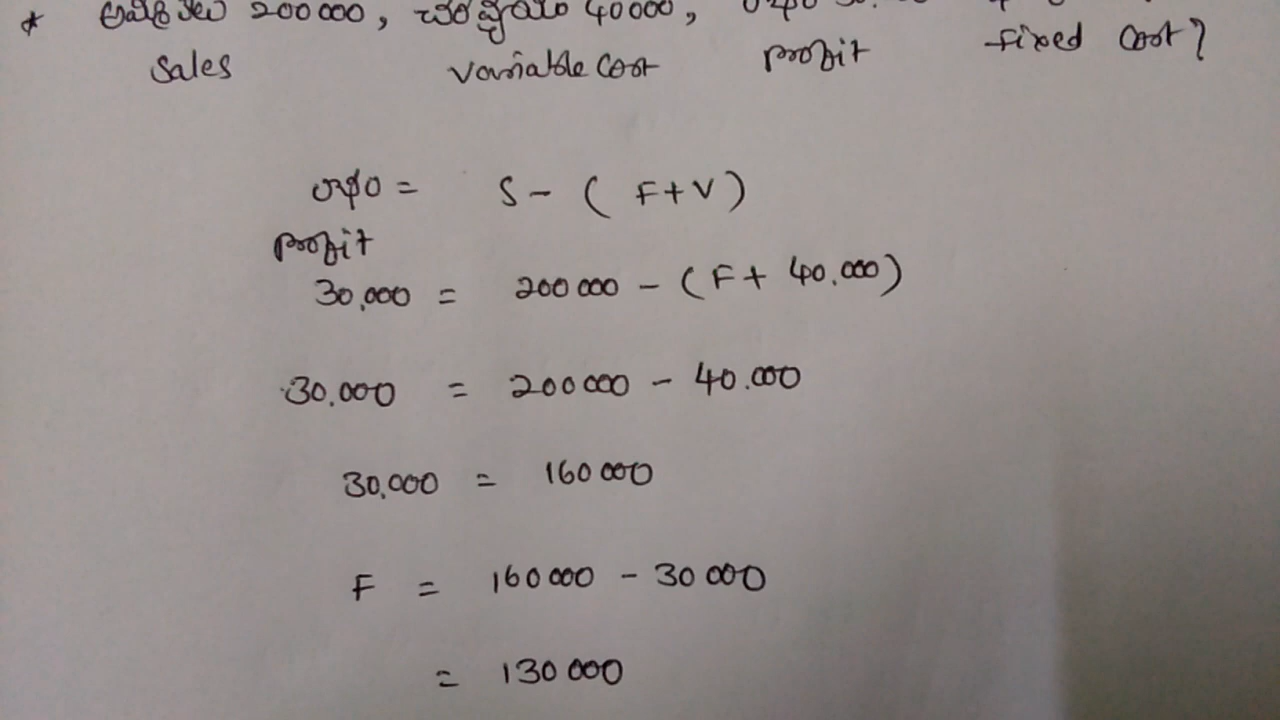 * 200000, 40000,
Sales Variable Cost profit fixed Cost?
లాభం = S - ( F+V )
profit
30,000 = 200000 - (F + 40.000)
30.000 = 200000 - 40.000
30,000 = 160000
F = 160000 - 30000
= 130000